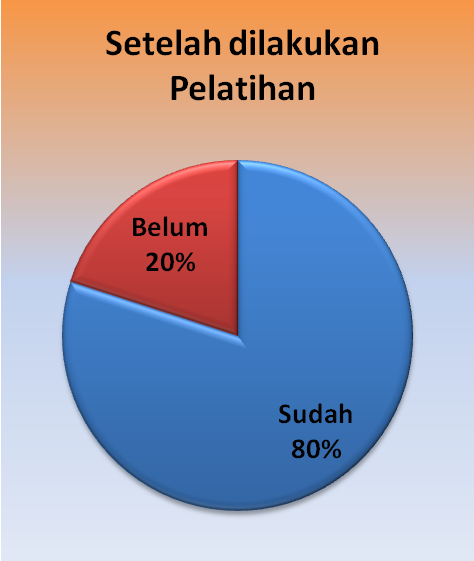 Setelah dilakukan
Pelatihan
Belum
20%
Sudah
80%